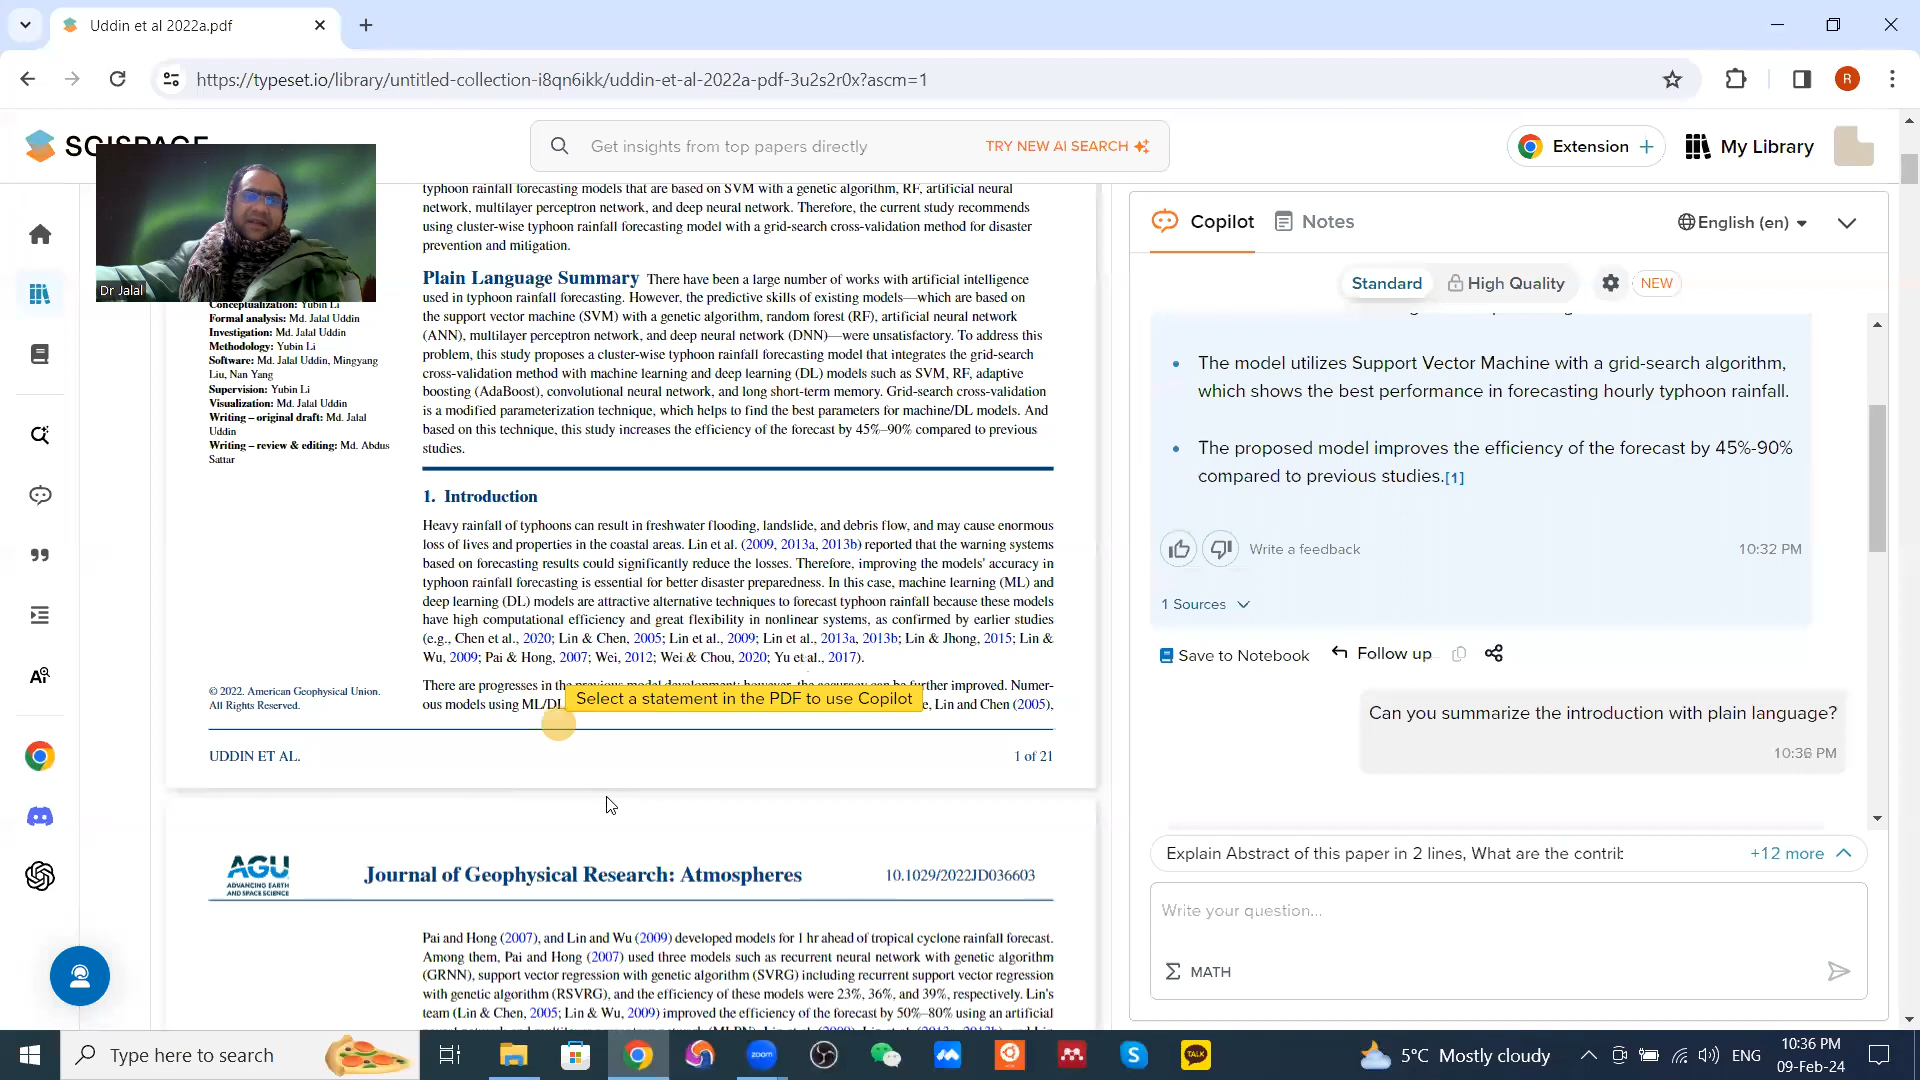 Uddin et al 2022a.pdf
https://typeset.io/library/untitled-collection-i8qn6ikk/uddin-et-al-2022a-pdf-3u2s2r0x?ascm=1
R
SCISPACE
Get insights from top papers directly
TRY NEW AI SEARCH
Extension
My Library
Dr Jalal
Conceptualization: Yubin Li
Formal analysis: Md. Jalal Uddin
Investigation: Md. Jalal Uddin
Methodology: Yubin Li
Software: Md. Jalal Uddin, Mingyang
Liu, Nan Yang
Supervision: Yubin Li
Visualization: Md. Jalal Uddin
Writing – original draft: Md. Jalal
Uddin
Writing – review & editing: Md. Abdus
Sattar
© 2022. American Geophysical Union.
All Rights Reserved.
typhoon rainfall forecasting models that are based on SVM with a genetic algorithm, RF, artificial neural
network, multilayer perceptron network, and deep neural network. Therefore, the current study recommends
using cluster-wise typhoon rainfall forecasting model with a grid-search cross-validation method for disaster
prevention and mitigation.
Plain Language Summary There have been a large number of works with artificial intelligence
used in typhoon rainfall forecasting. However, the predictive skills of existing models—which are based on
the support vector machine (SVM) with a genetic algorithm, random forest (RF), artificial neural network
(ANN), multilayer perceptron network, and deep neural network (DNN)—were unsatisfactory. To address this
problem, this study proposes a cluster-wise typhoon rainfall forecasting model that integrates the grid-search
cross-validation method with machine learning and deep learning (DL) models such as SVM, RF, adaptive
boosting (AdaBoost), convolutional neural network, and long short-term memory. Grid-search cross-validation
is a modified parameterization technique, which helps to find the best parameters for machine/DL models. And
based on this technique, this study increases the efficiency of the forecast by 45%–90% compared to previous
studies.
1. Introduction
Heavy rainfall of typhoons can result in freshwater flooding, landslide, and debris flow, and may cause enormous
loss of lives and properties in the coastal areas. Lin et al. (2009, 2013a, 2013b) reported that the warning systems
based on forecasting results could significantly reduce the losses. Therefore, improving the models' accuracy in
typhoon rainfall forecasting is essential for better disaster preparedness. In this case, machine learning (ML) and
deep learning (DL) models are attractive alternative techniques to forecast typhoon rainfall because these models
have high computational efficiency and great flexibility in nonlinear systems, as confirmed by earlier studies
(e.g., Chen et al., 2020; Lin & Chen, 2005; Lin et al., 2009; Lin et al., 2013a, 2013b; Lin & Jhong, 2015; Lin &
Wu, 2009; Pai & Hong, 2007; Wei, 2012; Wei & Chou, 2020; Yu et al., 2017).
There are progresses in the previous model development; however, the accuracy can be further improved. Numer-
ous models using ML/DL e, Lin and Chen (2005),
Select a statement in the PDF to use Copilot
UDDIN ET AL.
1 of 21
AGU
ADVANCING EARTH
AND SPACE SCIENCE
Journal of Geophysical Research: Atmospheres
10.1029/2022JD036603
Pai and Hong (2007), and Lin and Wu (2009) developed models for 1 hr ahead of tropical cyclone rainfall forecast.
Among them, Pai and Hong (2007) used three models such as recurrent neural network with genetic algorithm
(GRNN), support vector regression with genetic algorithm (SVRG) including recurrent support vector regression
with genetic algorithm (RSVRG), and the efficiency of these models were 23%, 36%, and 39%, respectively. Lin's
team (Lin & Chen, 2005; Lin & Wu, 2009) improved the efficiency of the forecast by 50%–80% using an artificial
Copilot
Notes
English (en)
Standard
High Quality
NEW
• The model utilizes Support Vector Machine with a grid-search algorithm,
which shows the best performance in forecasting hourly typhoon rainfall.
• The proposed model improves the efficiency of the forecast by 45%-90%
compared to previous studies.[1]
Write a feedback
10:32 PM
1 Sources
Save to Notebook
Follow up
Can you summarize the introduction with plain language?
10:36 PM
Explain Abstract of this paper in 2 lines, What are the contrib
+12 more
Write your question...
Σ MATH
Type here to search
zoom
TALK
5°C Mostly cloudy
ENG
10:36 PM
09-Feb-24